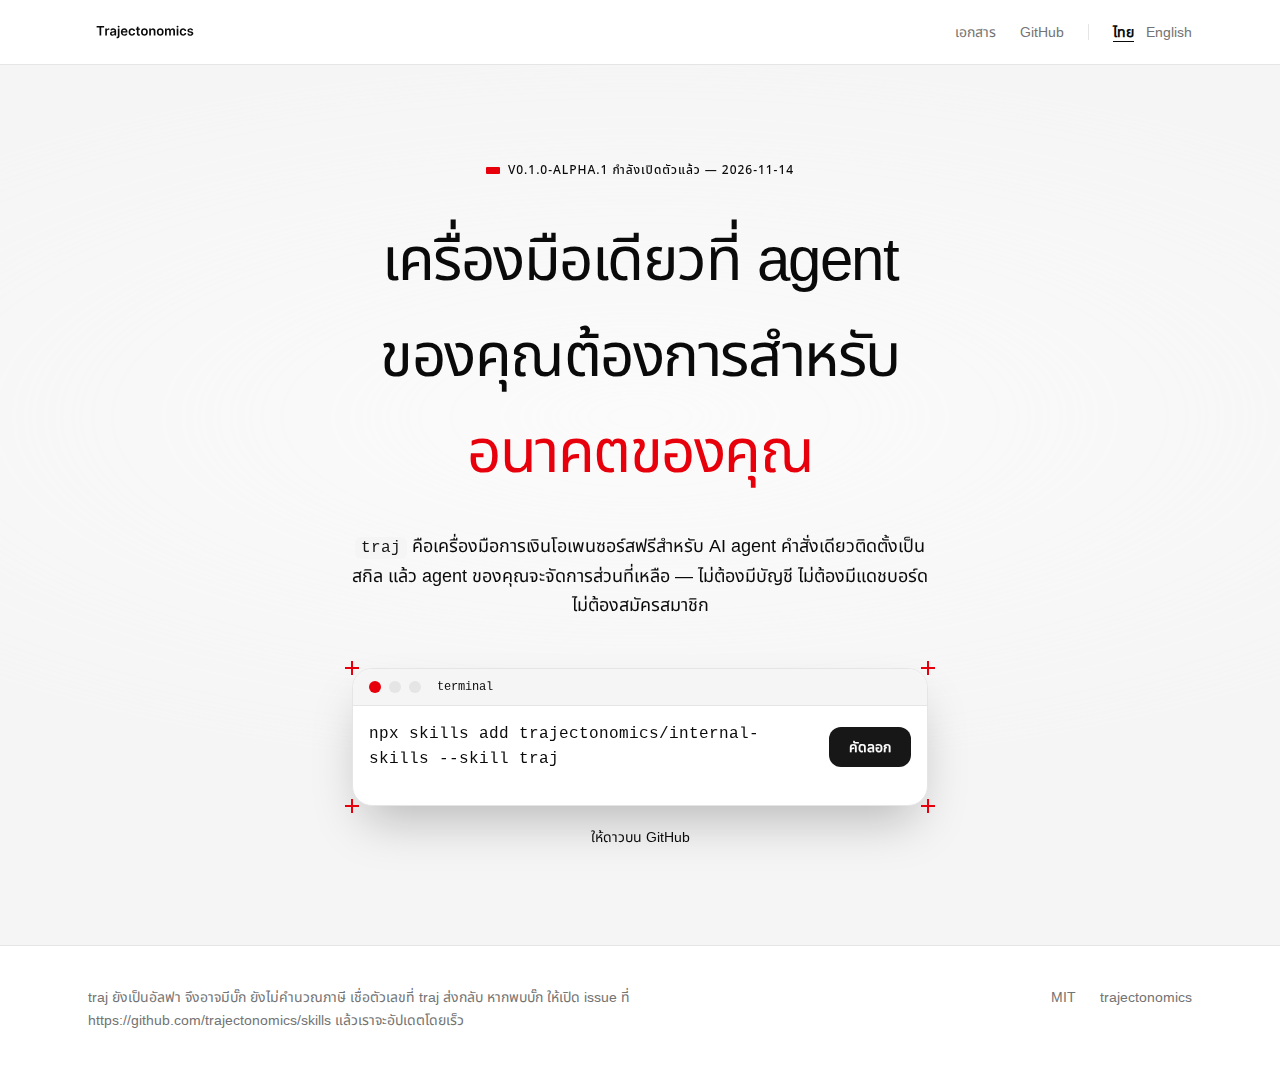 Trajectonomics
เอกสาร GitHub ไทย English
V0.1.0-ALPHA.1 กำลังเปิดตัวแล้ว — 2026-11-14
เครื่องมือเดียวที่ agent
ของคุณต้องการสำหรับ
อนาคตของคุณ
traj คือเครื่องมือการเงินโอเพนซอร์สฟรีสำหรับ AI agent คำสั่งเดียวติดตั้งเป็น
สกิล แล้ว agent ของคุณจะจัดการส่วนที่เหลือ — ไม่ต้องมีบัญชี ไม่ต้องมีแดชบอร์ด
ไม่ต้องสมัครสมาชิก
terminal
npx skills add trajectonomics/internal-
skills --skill traj
คัดลอก
ให้ดาวบน GitHub
traj ยังเป็นอัลฟา จึงอาจมีบั๊ก ยังไม่คำนวณภาษี เชื่อตัวเลขที่ traj ส่งกลับ หากพบบั๊ก ให้เปิด issue ที่
https://github.com/trajectonomics/skills แล้วเราจะอัปเดตโดยเร็ว
MIT trajectonomics